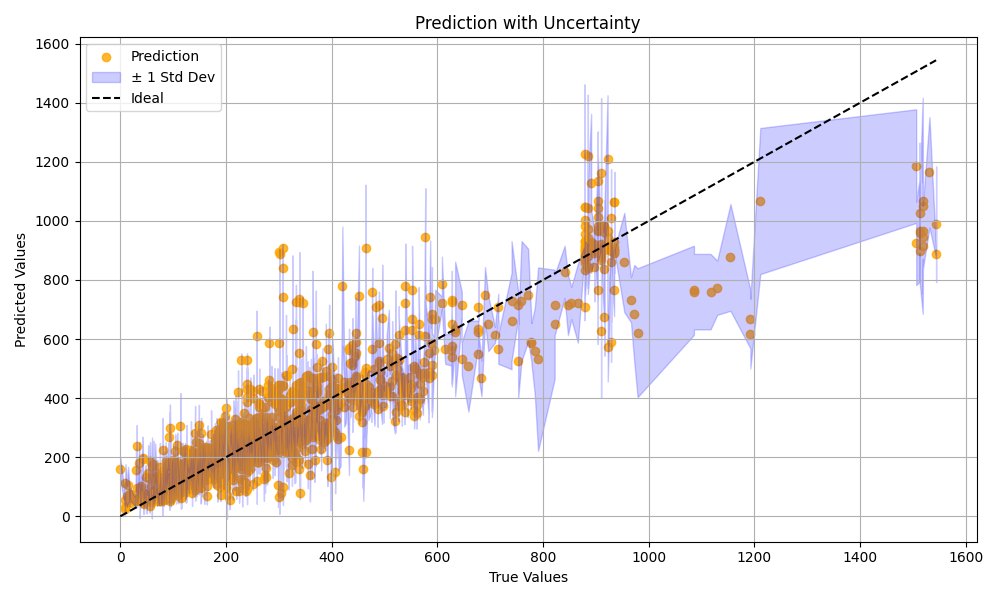 Prediction with Uncertainty
Prediction
± 1 Std Dev
Ideal
Predicted Values
1600
1400
1200
1000
800
600
400
200
0
0 200 400 600 800 1000 1200 1400 1600
True Values